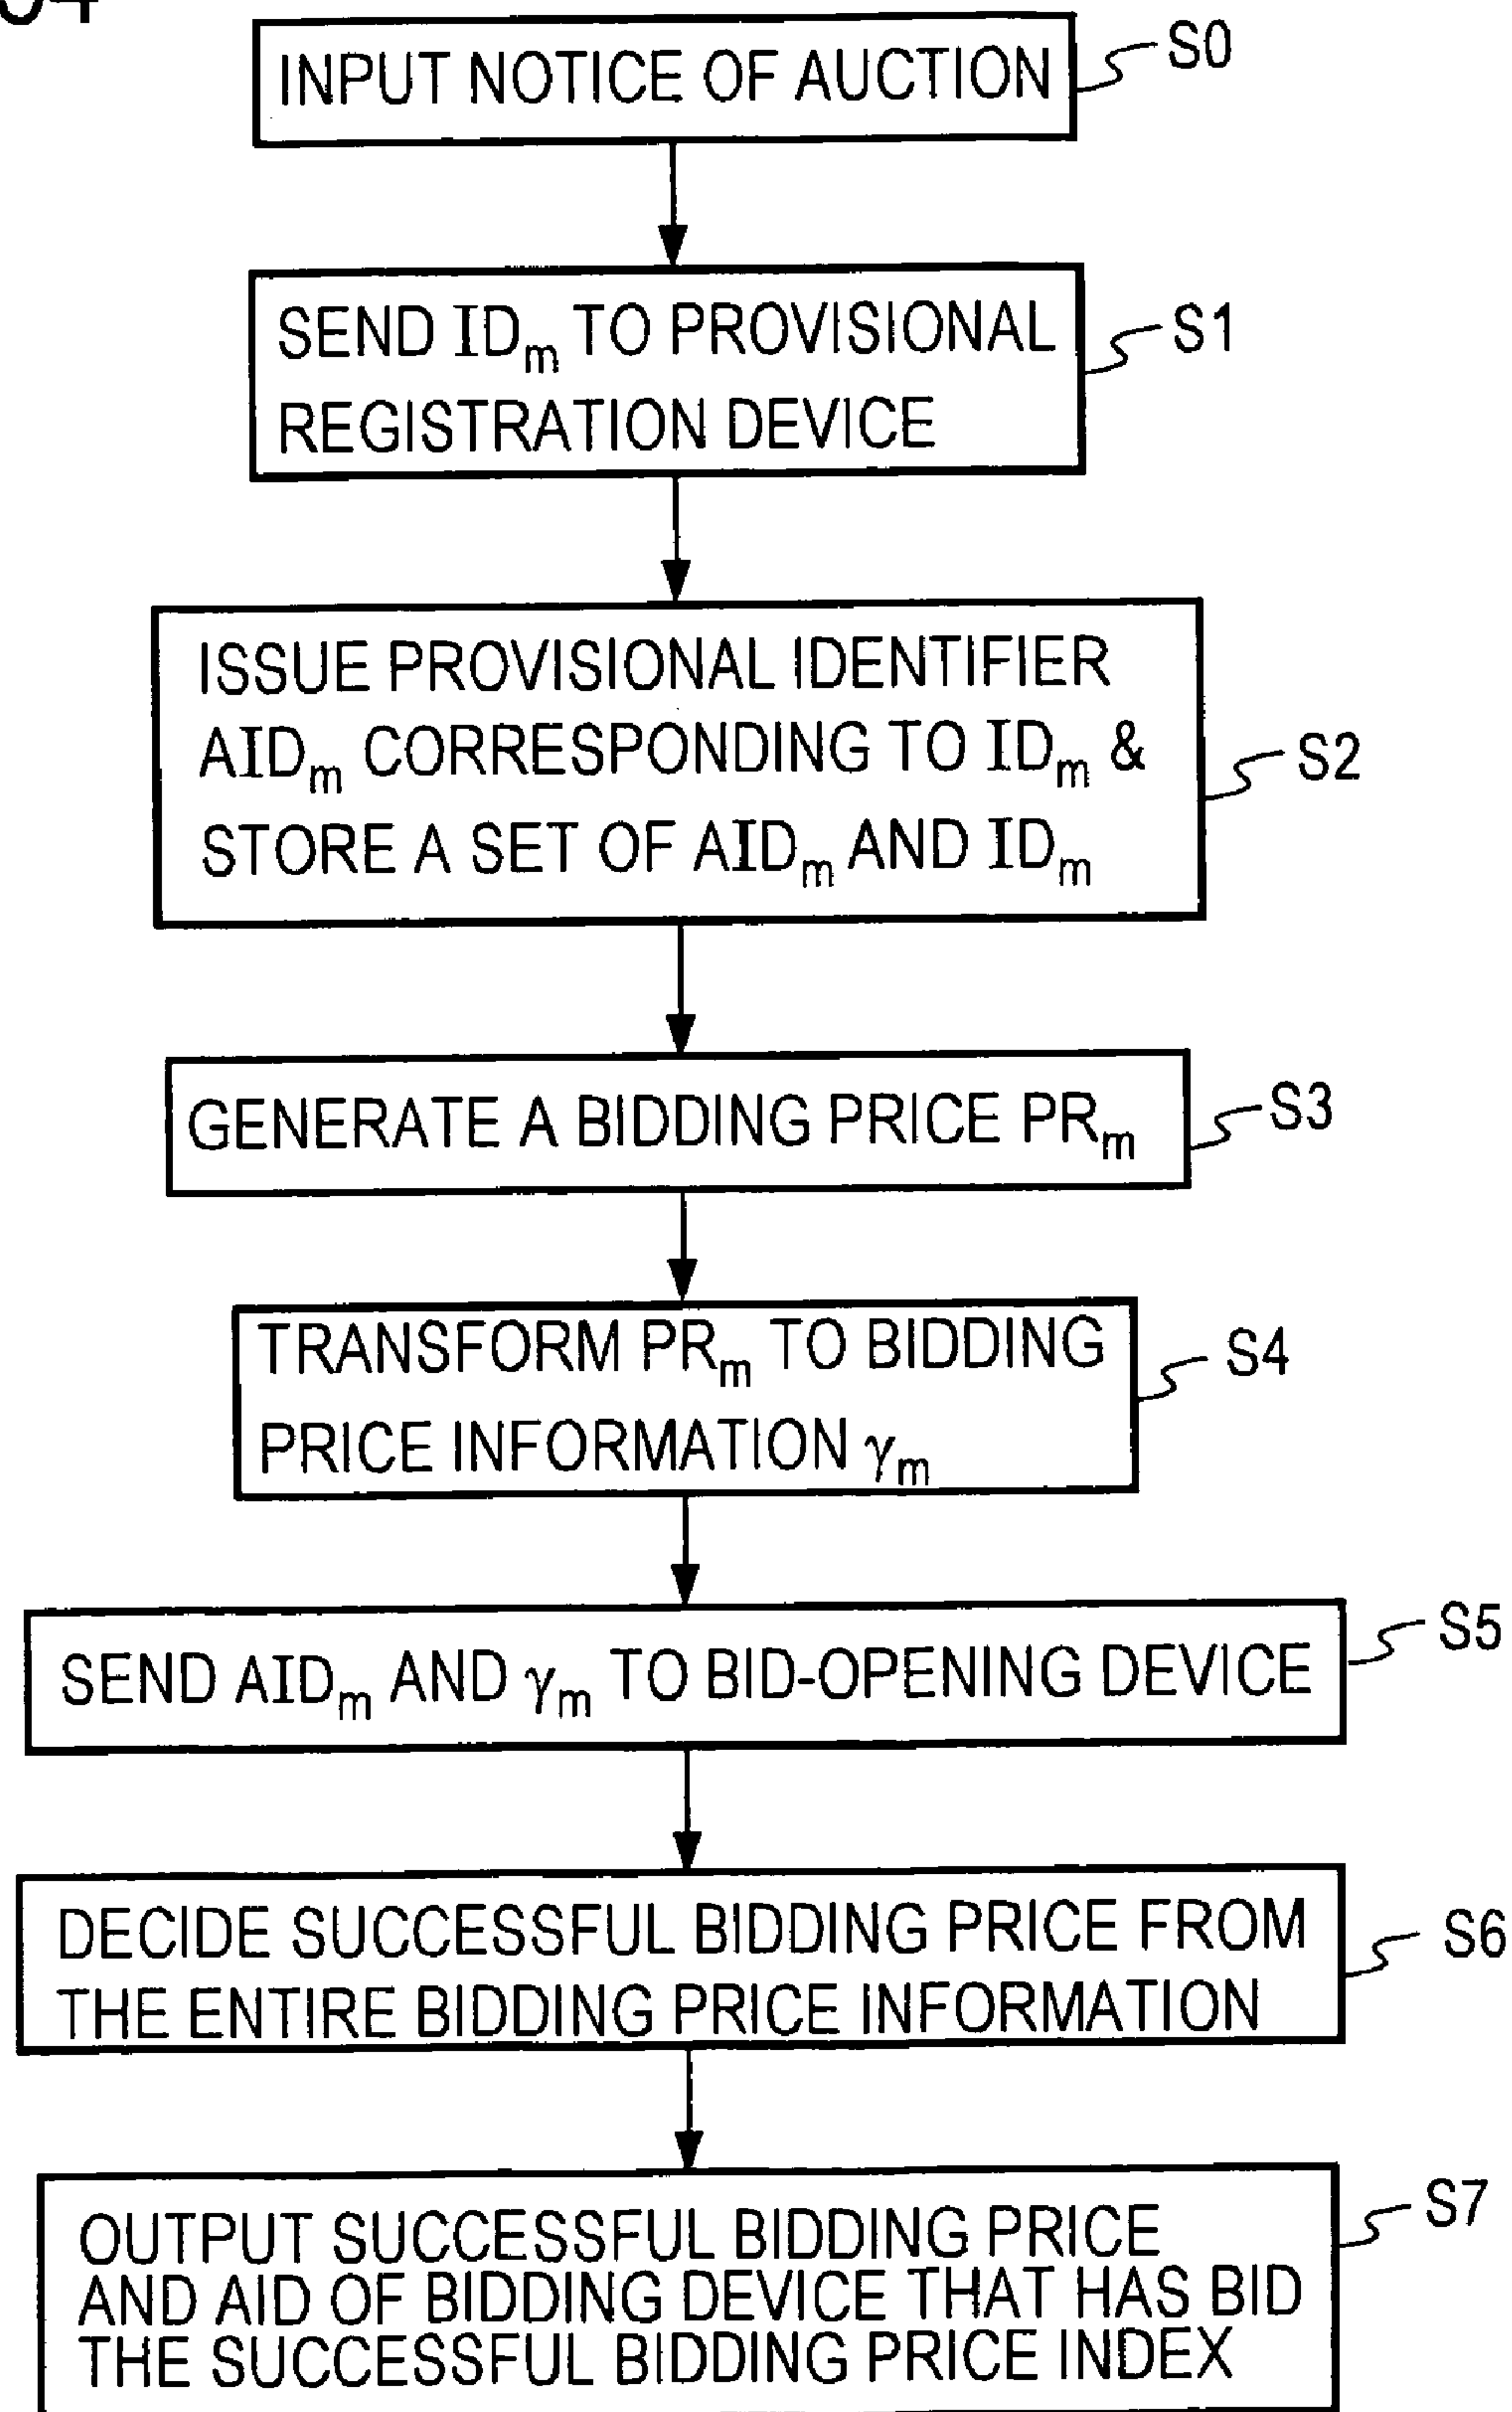 INPUT NOTICE OF AUCTION
S0
SEND IDm TO PROVISIONAL
REGISTRATION DEVICE
S1
ISSUE PROVISIONAL IDENTIFIER
AIDm CORRESPONDING TO IDm &
STORE A SET OF AIDm AND IDm
S2
GENERATE A BIDDING PRICE PRm
S3
TRANSFORM PRm TO BIDDING
PRICE INFORMATION γm
S4
SEND AIDm AND γm TO BID-OPENING DEVICE
S5
DECIDE SUCCESSFUL BIDDING PRICE FROM
THE ENTIRE BIDDING PRICE INFORMATION
S6
OUTPUT SUCCESSFUL BIDDING PRICE
AND AID OF BIDDING DEVICE THAT HAS BID
THE SUCCESSFUL BIDDING PRICE INDEX
S7